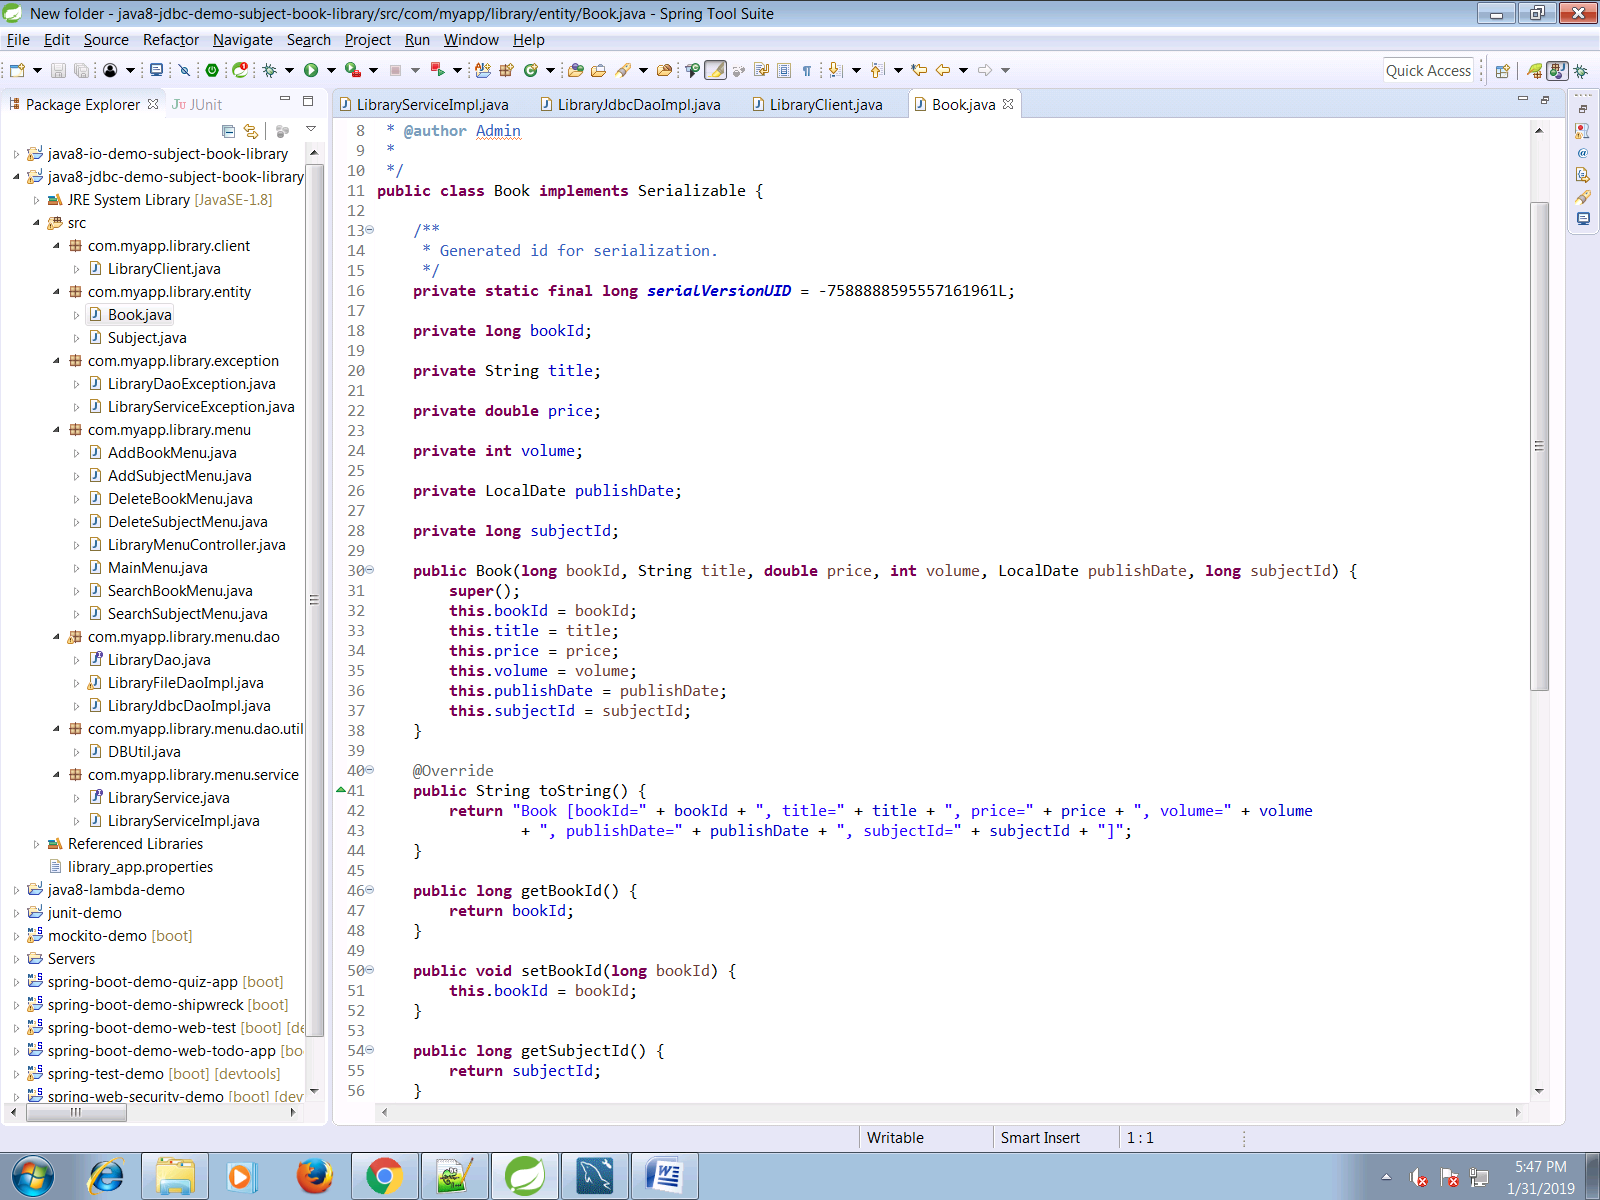 New folder - java8-jdbc-demo-subject-book-library/src/com/myapp/library/entity/Book.java - Spring Tool Suite
File Edit Source Refactor Navigate Search Project Run Window Help
Quick Access
Package Explorer JUnit
java8-io-demo-subject-book-library
java8-jdbc-demo-subject-book-library
JRE System Library [JavaSE-1.8]
src
com.myapp.library.client
LibraryClient.java
com.myapp.library.entity
Book.java
Subject.java
com.myapp.library.exception
LibraryDaoException.java
LibraryServiceException.java
com.myapp.library.menu
AddBookMenu.java
AddSubjectMenu.java
DeleteBookMenu.java
DeleteSubjectMenu.java
LibraryMenuController.java
MainMenu.java
SearchBookMenu.java
SearchSubjectMenu.java
com.myapp.library.menu.dao
LibraryDao.java
LibraryFileDaoImpl.java
LibraryJdbcDaoImpl.java
com.myapp.library.menu.dao.util
DBUtil.java
com.myapp.library.menu.service
LibraryService.java
LibraryServiceImpl.java
Referenced Libraries
library_app.properties
java8-lambda-demo
junit-demo
mockito-demo [boot]
Servers
spring-boot-demo-quiz-app [boot]
spring-boot-demo-shipwreck [boot]
spring-boot-demo-web-test [boot] [de
spring-boot-demo-web-todo-app [bo
spring-test-demo [boot] [devtools]
spring-web-security-demo [boot] [dev
LibraryServiceImpl.java LibraryJdbcDaoImpl.java LibraryClient.java Book.java
8 * @author Admin
9 *
10 */
11 public class Book implements Serializable {
12
13 /**
14 * Generated id for serialization.
15 */
16 private static final long serialVersionUID = -7588888595557161961L;
17
18 private long bookId;
19
20 private String title;
21
22 private double price;
23
24 private int volume;
25
26 private LocalDate publishDate;
27
28 private long subjectId;
29
30 public Book(long bookId, String title, double price, int volume, LocalDate publishDate, long subjectId) {
31 super();
32 this.bookId = bookId;
33 this.title = title;
34 this.price = price;
35 this.volume = volume;
36 this.publishDate = publishDate;
37 this.subjectId = subjectId;
38 }
39
40 @Override
41 public String toString() {
42 return "Book [bookId=" + bookId + ", title=" + title + ", price=" + price + ", volume=" + volume
43 + ", publishDate=" + publishDate + ", subjectId=" + subjectId + "]";
44 }
45
46 public long getBookId() {
47 return bookId;
48 }
49
50 public void setBookId(long bookId) {
51 this.bookId = bookId;
52 }
53
54 public long getSubjectId() {
55 return subjectId;
56 }
Writable Smart Insert 1 : 1
5:47 PM
1/31/2019